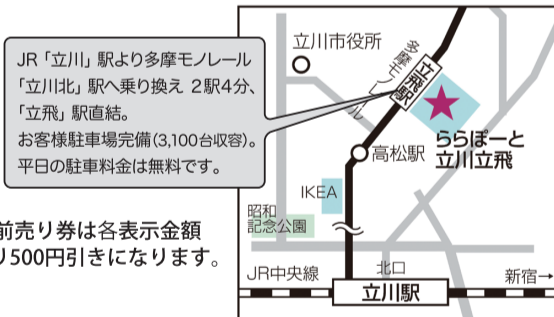 JR「立川」駅より多摩モノレール
「立川北」駅へ乗り換え 2駅4分、
「立飛」駅直結。
お客様駐車場完備(3,100台収容)。
平日の駐車料金は無料です。
前売り券は各表示金額
り500円引きになります。
立川市役所
多摩モノレール
立飛駅
ららぽーと
立川立飛
高松駅
IKEA
昭和
記念公園
JR中央線
北口
新宿→
立川駅